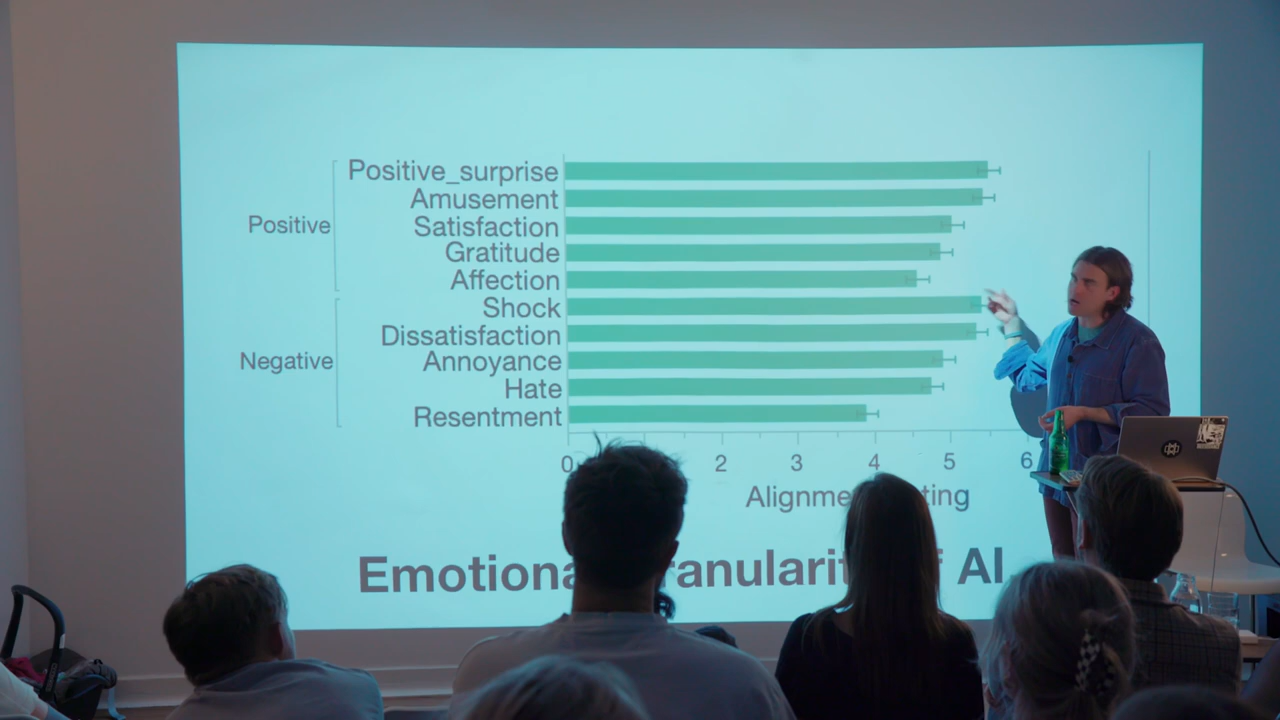 Positive_surprise
Amusement
Positive
Satisfaction
Gratitude
Affection
Shock
Dissatisfaction
Negative
Annoyance
Hate
Resentment
0 2 3 4 5 6
Alignme ting
Emotiona ranularit f AI